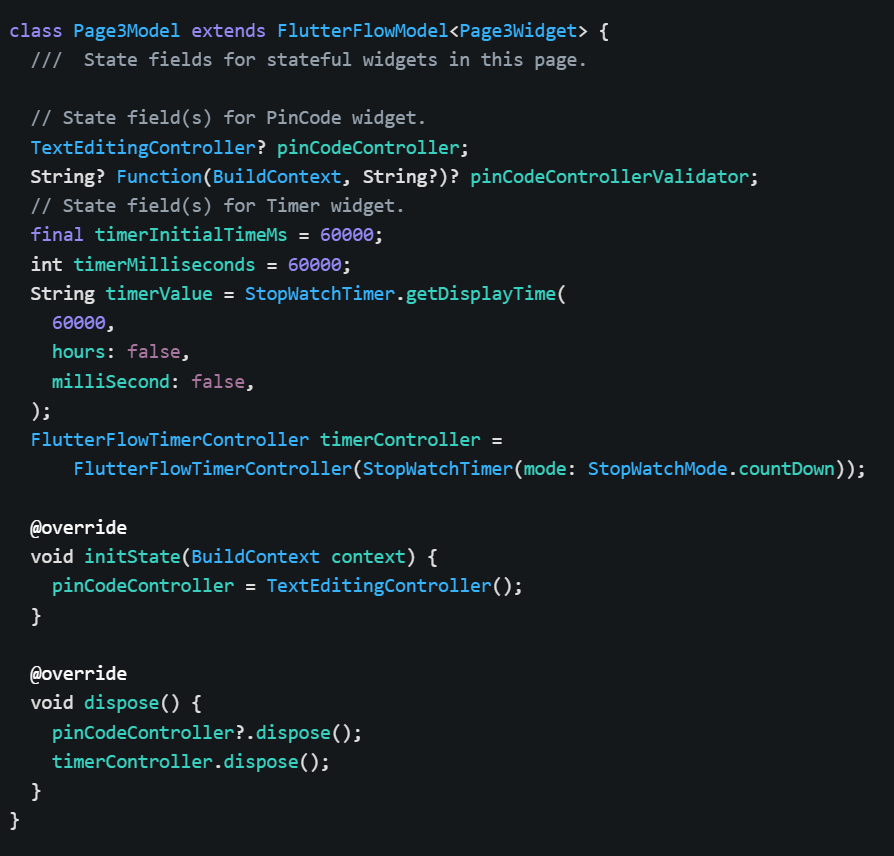 class Page3Model extends FlutterFlowModel<Page3Widget> {
  ///  State fields for stateful widgets in this page.

  // State field(s) for PinCode widget.
  TextEditingController? pinCodeController;
  String? Function(BuildContext, String?)? pinCodeControllerValidator;
  // State field(s) for Timer widget.
  final timerInitialTimeMs = 60000;
  int timerMilliseconds = 60000;
  String timerValue = StopWatchTimer.getDisplayTime(
    60000,
    hours: false,
    milliSecond: false,
  );
  FlutterFlowTimerController timerController =
      FlutterFlowTimerController(StopWatchTimer(mode: StopWatchMode.countDown));

  @override
  void initState(BuildContext context) {
    pinCodeController = TextEditingController();
  }

  @override
  void dispose() {
    pinCodeController?.dispose();
    timerController.dispose();
  }
}